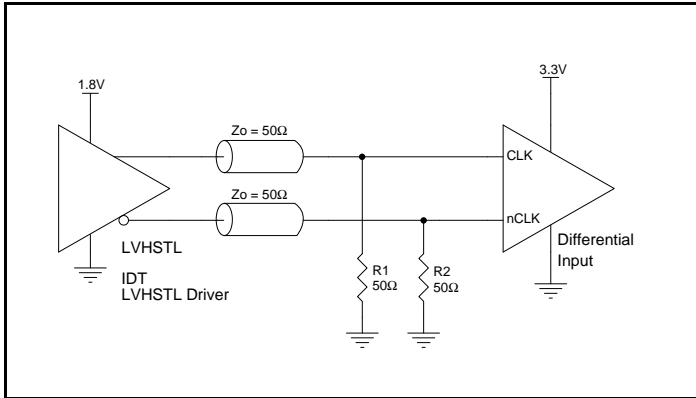 1.8V
3.3V
Zo = 50Ω
CLK
Zo = 50Ω
nCLK
LVHSTL
IDT
LVHSTL Driver
R1
50Ω
R2
50Ω
Differential
Input